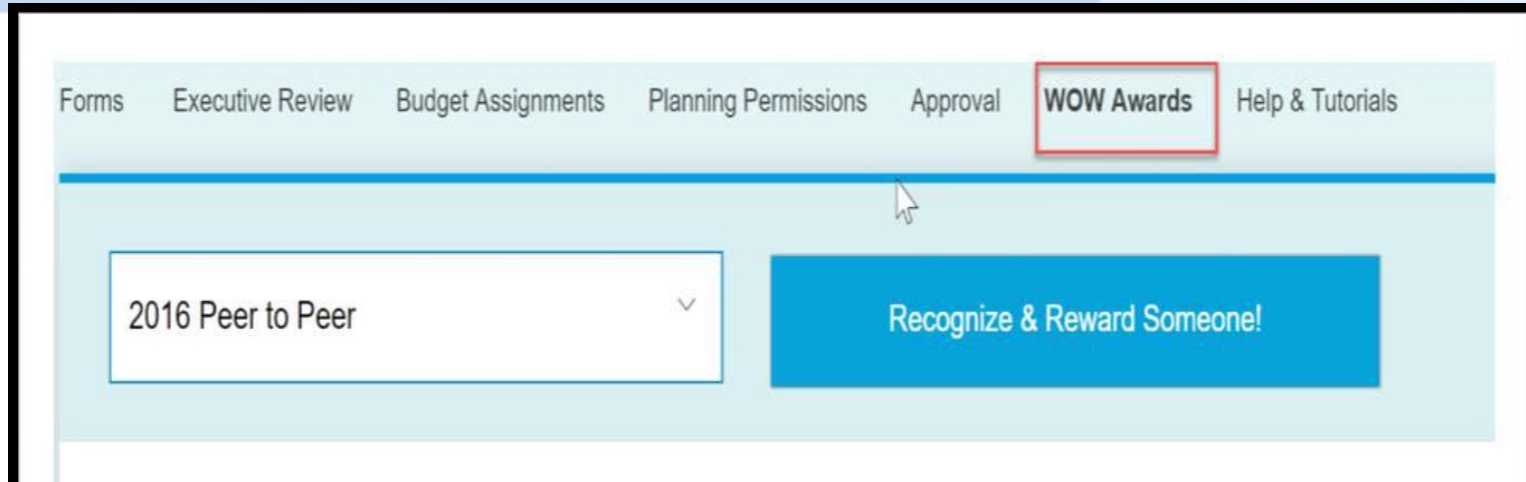 Forms Executive Review Budget Assignments Planning Permissions Approval WOW Awards Help & Tutorials
2016 Peer to Peer Recognize & Reward Someone!